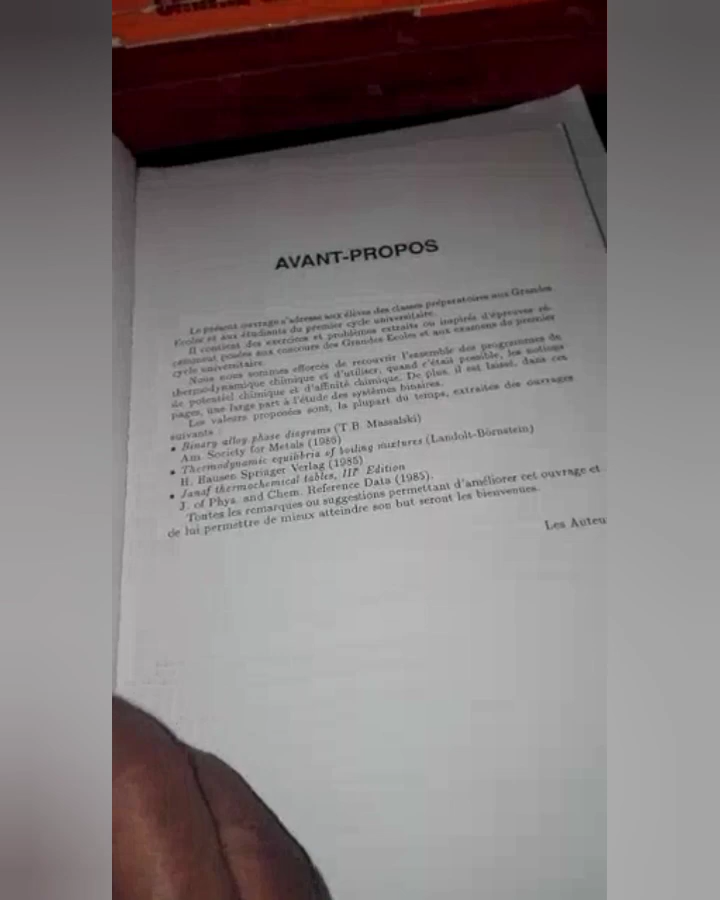 AVANT-PROPOS
Le présent ouvrage s'adresse aux élèves des classes préparatoires aux Grandes
Ecoles et aux étudiants du premier cycle universitaire.
Il contient des exercices et problèmes extraits ou inspirés d'épreuves ré-
cemment posées aux concours des Grandes Ecoles et aux examens du premier
cycle universitaire.
Nous nous sommes efforcés de recouvrir l'ensemble des programmes de
thermodynamique chimique et d'utiliser, quand c'était possible, les notions
de potentiel chimique et d'affinité chimique. De plus, il est laissé, dans ces
pages, une large part à l'étude des systèmes binaires.
Les valeurs proposées sont, la plupart du temps, extraites des ouvrages
suivants :
• Binary alloy phase diagrams (T.B. Massalski)
Am. Society for Metals (1986)
• Thermodynamic equilibria of boiling mixtures (Landolt-Börnstein)
H. Hausen Springer Verlag (1985)
• Janaf thermochemical tables, IIIe Edition
J. of Phys. and Chem. Reference Data (1985).
Toutes les remarques ou suggestions permettant d'améliorer cet ouvrage et
de lui permettre de mieux atteindre son but seront les bienvenues.
Les Auteu